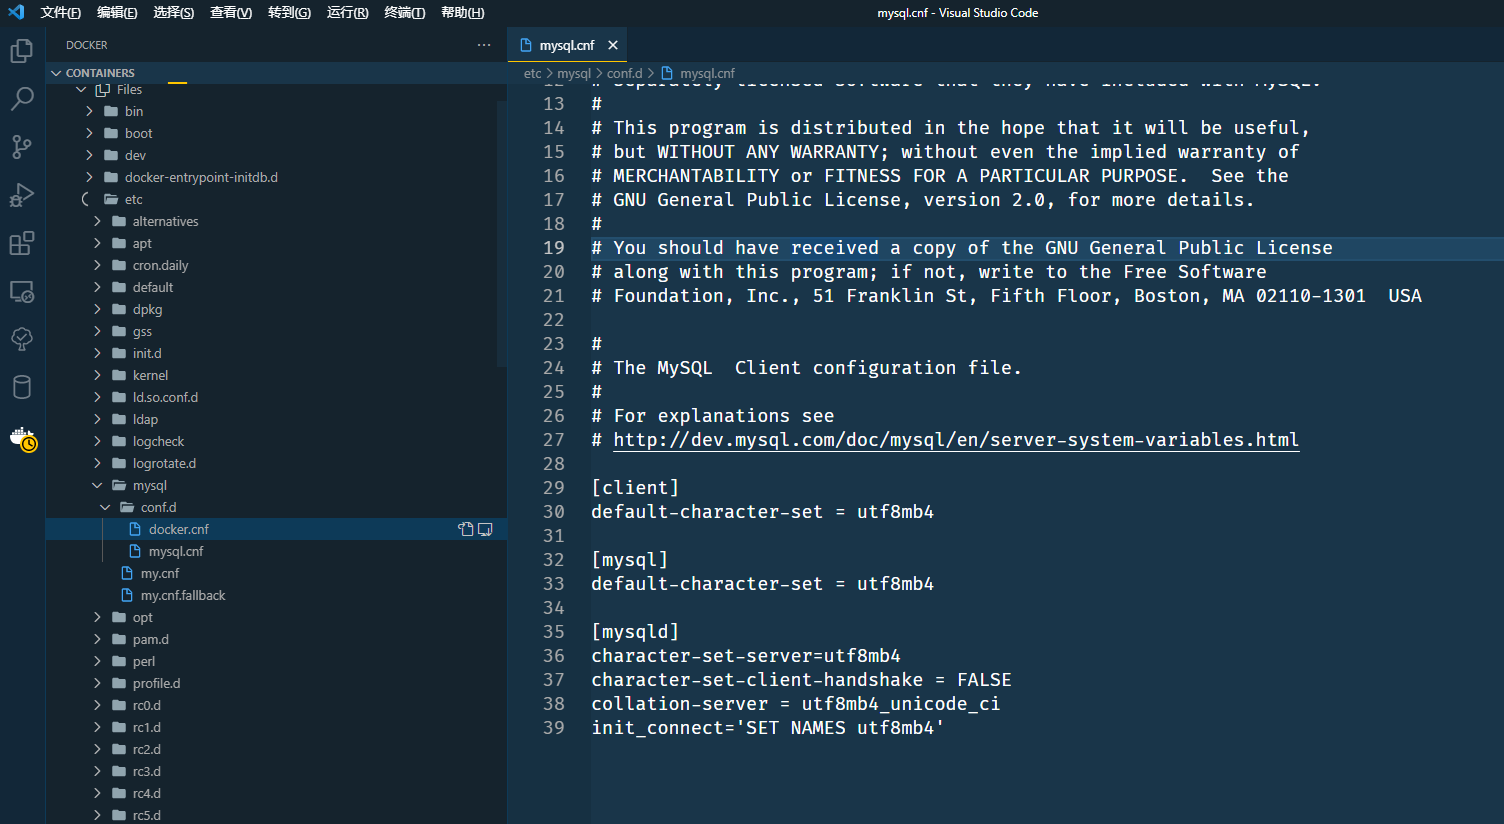 文件(F) 编辑(E) 选择(S) 查看(V) 转到(G) 运行(R) 终端(T) 帮助(H)
mysql.cnf - Visual Studio Code
DOCKER
CONTAINERS
Files
bin
boot
dev
docker-entrypoint-initdb.d
etc
alternatives
apt
cron.daily
default
dpkg
gss
init.d
kernel
ld.so.conf.d
ldap
logcheck
logrotate.d
mysql
conf.d
docker.cnf
mysql.cnf
my.cnf
my.cnf.fallback
opt
pam.d
perl
profile.d
rc0.d
rc1.d
rc2.d
rc3.d
rc4.d
rc5.d
mysql.cnf
etc > mysql > conf.d > mysql.cnf
12 # separately licensed software that they have included with MySQL.
13 #
14 # This program is distributed in the hope that it will be useful,
15 # but WITHOUT ANY WARRANTY; without even the implied warranty of
16 # MERCHANTABILITY or FITNESS FOR A PARTICULAR PURPOSE.  See the
17 # GNU General Public License, version 2.0, for more details.
18 #
19 # You should have received a copy of the GNU General Public License
20 # along with this program; if not, write to the Free Software
21 # Foundation, Inc., 51 Franklin St, Fifth Floor, Boston, MA 02110-1301  USA
22
23 #
24 # The MySQL  Client configuration file.
25 #
26 # For explanations see
27 # http://dev.mysql.com/doc/mysql/en/server-system-variables.html
28
29 [client]
30 default-character-set = utf8mb4
31
32 [mysql]
33 default-character-set = utf8mb4
34
35 [mysqld]
36 character-set-server=utf8mb4
37 character-set-client-handshake = FALSE
38 collation-server = utf8mb4_unicode_ci
39 init_connect='SET NAMES utf8mb4'